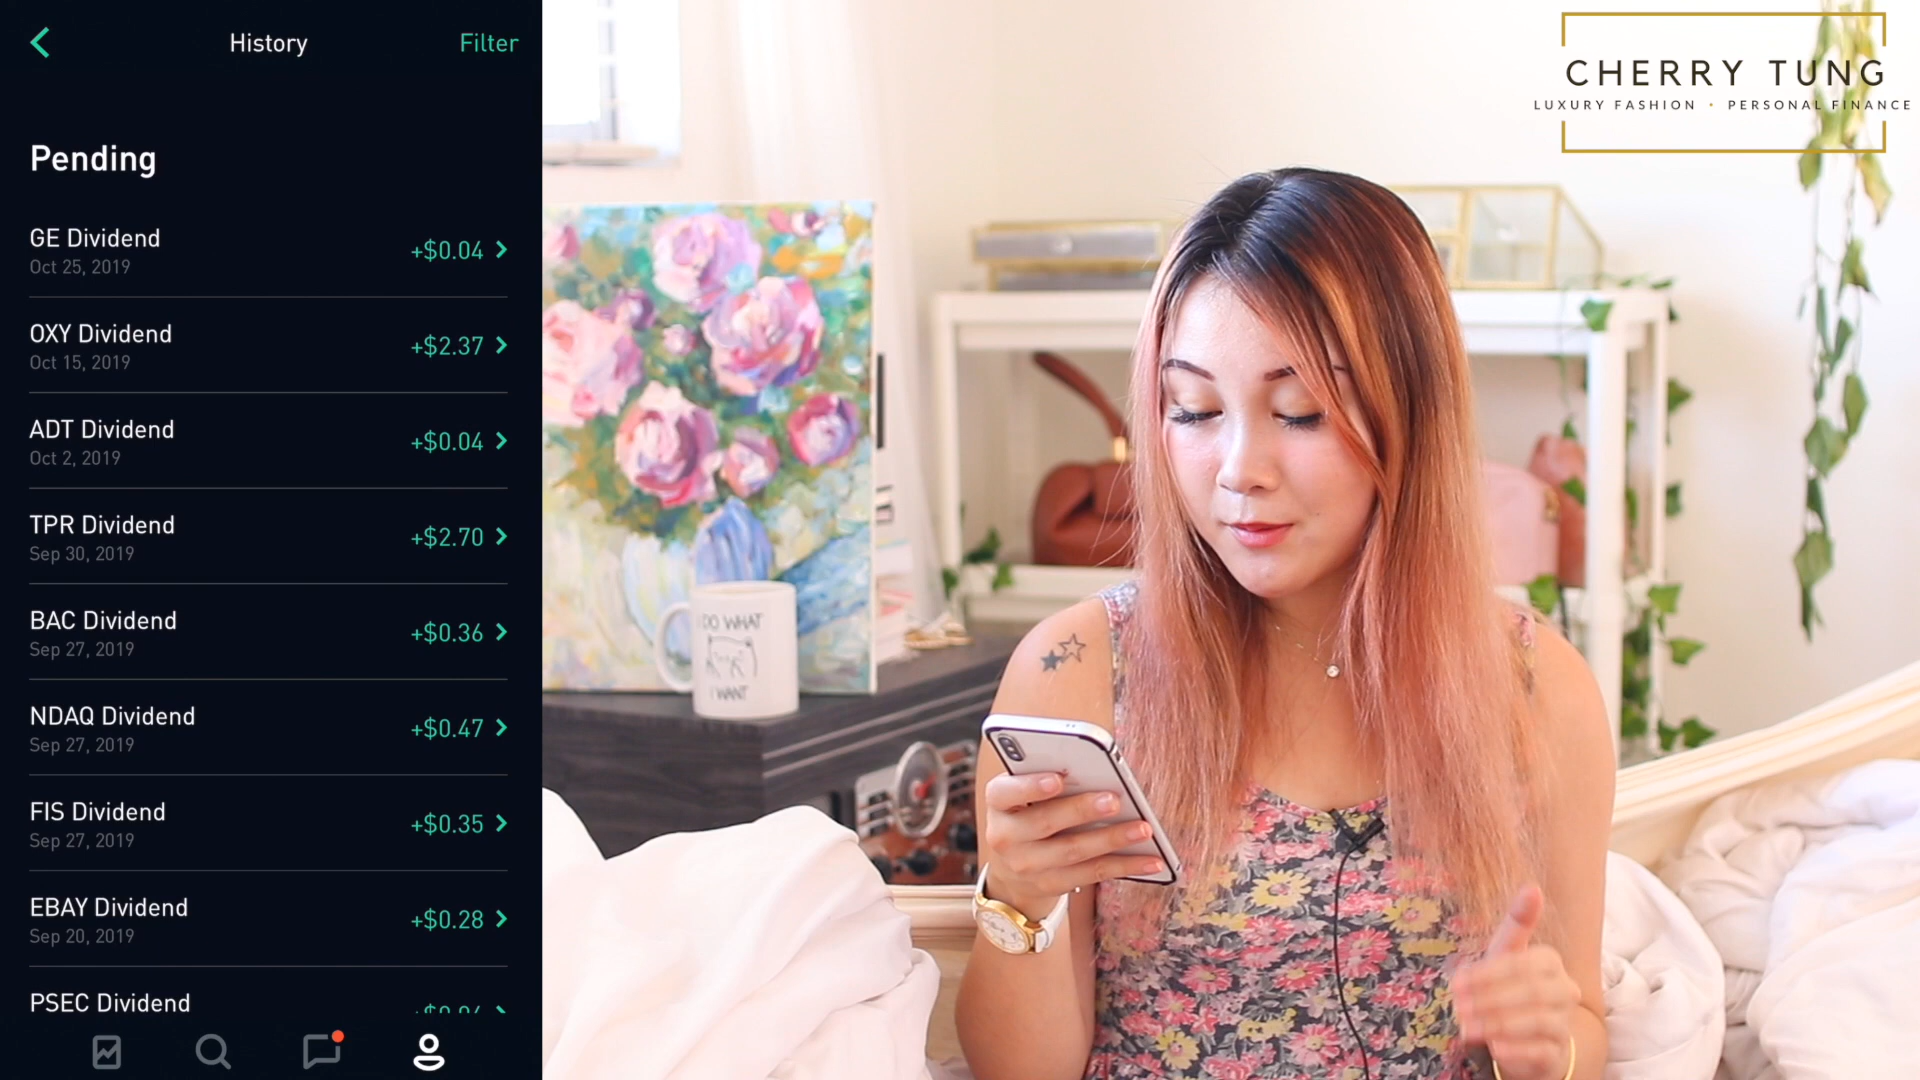 History
Filter
Pending
GE Dividend
+$0.04
Oct 25, 2019
OXY Dividend
+$2.37
Oct 15, 2019
ADT Dividend
+$0.04
Oct 2, 2019
TPR Dividend
+$2.70
Sep 30, 2019
BAC Dividend
+$0.36
Sep 27, 2019
NDAQ Dividend
+$0.47
Sep 27, 2019
FIS Dividend
+$0.35
Sep 27, 2019
EBAY Dividend
+$0.28
Sep 20, 2019
PSEC Dividend
CHERRY TUNG
LUXURY FASHION • PERSONAL FINANCE
I DO WHAT
I WANT